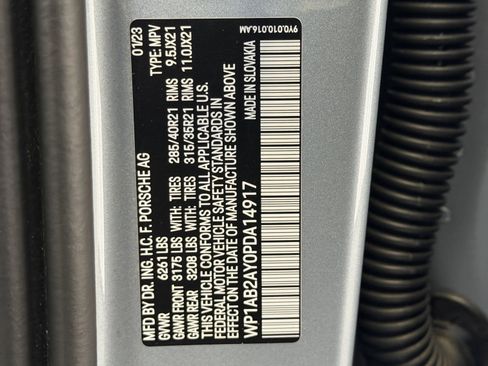 MFD BY DR. ING. H.C. F. PORSCHE AG 01/23
GVWR 6261 LBS TYPE: MPV
GAWR FRONT 3175 LBS WITH: TIRES 285/40R21 RIMS 9.5JX21
GAWR REAR 3208 LBS WITH: TIRES 315/35R21 RIMS 11.0JX21
THIS VEHICLE CONFORMS TO ALL APPLICABLE U.S.
FEDERAL MOTOR VEHICLE SAFETY STANDARDS IN
EFFECT ON THE DATE OF MANUFACTURE SHOWN ABOVE
WP1AB2AY0PDA14917 MADE IN SLOVAKIA
9Y0.010.016.AM